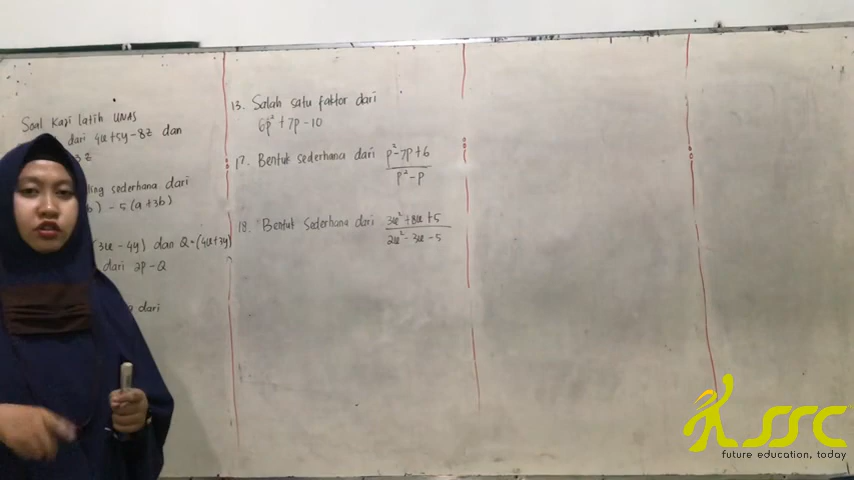 Soal Kaji latih UNAS
dari 4x+5y-8z dan
3z
ling sederhana dari
b) - 5(a+3b)
(3x-4y) dan Q=(4x+3y)
dari 2p-Q
dari
13. Salah satu faktor dari
6p²+7p-10
17. Bentuk sederhana dari p²-7p+6
p²-p
18. Bentuk Sederhana dari 3x²+8x+5
2x²-3x-5
SSC
future education, today